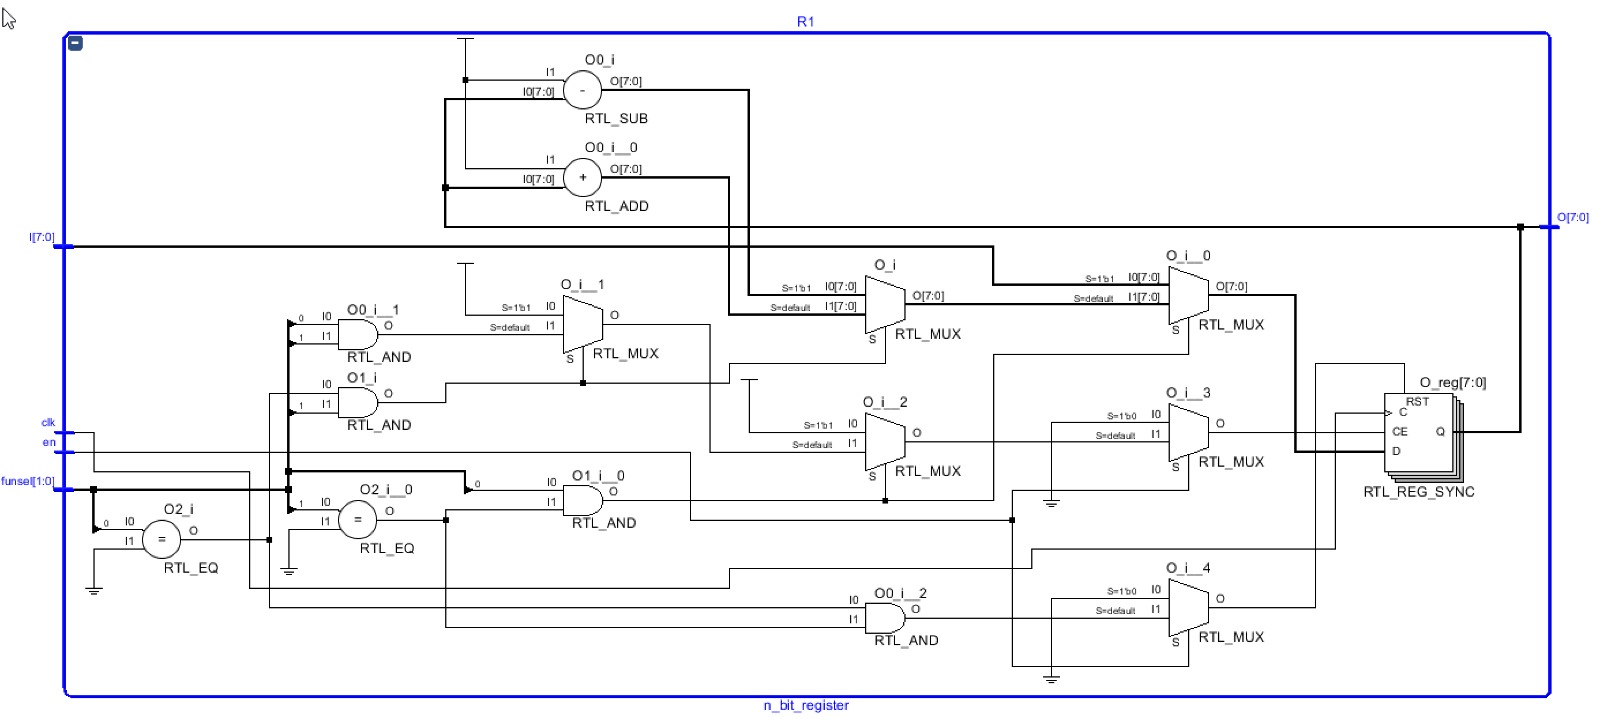 R1
-
O0_i
I1
O[7:0]
I0[7:0]
-
RTL_SUB
O0_i__0
I1
O[7:0]
I0[7:0]
+
RTL_ADD
I[7:0]
O[7:0]
O_i__1
S=1'b1 I0
S=default I1
O
S
RTL_MUX
O_i
S=1'b1 I0[7:0]
S=default I1[7:0]
O[7:0]
S
RTL_MUX
O_i__0
S=1'b1 I0[7:0]
S=default I1[7:0]
O[7:0]
S
RTL_MUX
O0_i__1
0 I0
1 I1
O
RTL_AND
O1_i
I0
1 I1
O
RTL_AND
clk
en
funsel[1:0]
O_i__2
S=1'b1 I0
S=default I1
O
S
RTL_MUX
O_i__3
S=1'b0 I0
S=default I1
O
S
RTL_MUX
O_reg[7:0]
RST
C
CE
D
Q
RTL_REG_SYNC
O2_i
0 I0
I1
=
O
RTL_EQ
O2_i__0
1 I0
I1
=
O
RTL_EQ
O1_i__0
0 I0
I1
O
RTL_AND
O0_i__2
I0
I1
O
RTL_AND
O_i__4
S=1'b0 I0
S=default I1
O
S
RTL_MUX
n_bit_register